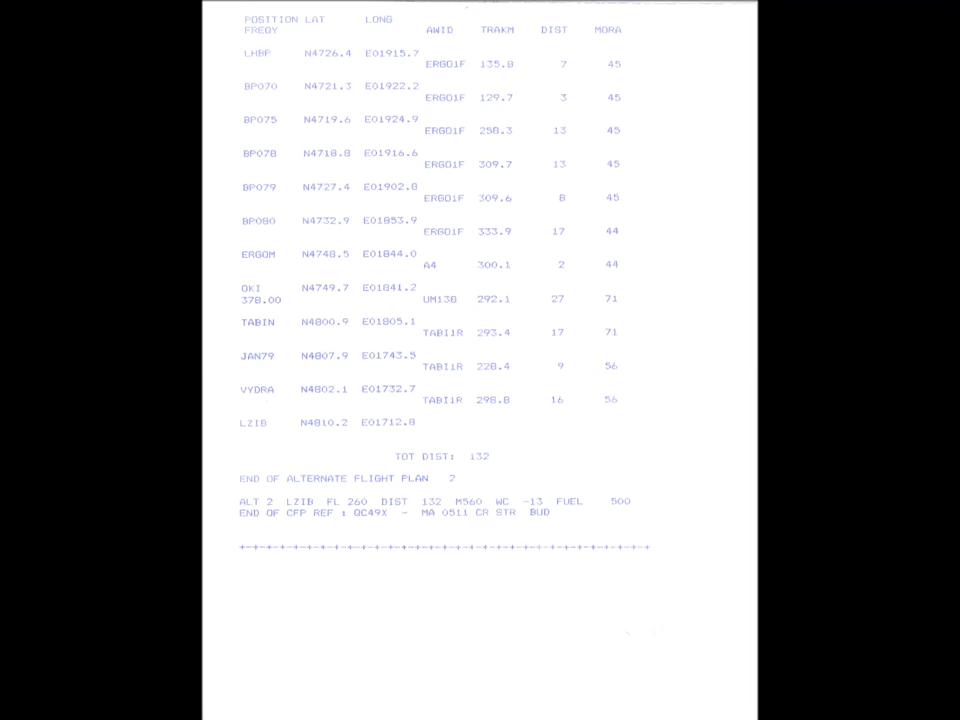 POSITION LAT LONG
FREQY AWID TRAKM DIST MORA
LHBP N4726.4 E01915.7
ERGO1F 135.8 7 45
BP070 N4721.3 E01922.2
ERGO1F 129.7 3 45
BP075 N4719.6 E01924.9
ERGO1F 258.3 13 45
BP078 N4718.8 E01916.6
ERGO1F 309.7 13 45
BP079 N4727.4 E01902.8
ERGO1F 309.6 8 45
BP080 N4732.9 E01853.9
ERGO1F 333.9 17 44
ERGOM N4748.5 E01844.0
A4 300.1 2 44
OKI N4749.7 E01841.2
378.00 UM138 292.1 27 71
TABIN N4800.9 E01805.1
TABI1R 293.4 17 71
JAN79 N4807.9 E01743.5
TABI1R 228.4 9 56
VYDRA N4802.1 E01732.7
TABI1R 298.8 16 56
LZIB N4810.2 E01712.8
TOT DIST: 132
END OF ALTERNATE FLIGHT PLAN 2
ALT 2 LZIB FL 260 DIST 132 M560 WC -13 FUEL 500
END OF CFP REF : QC49X - MA 0511 CR STR BUD
+-+-+-+-+-+-+-+-+-+-+-+-+-+-+-+-+-+-+-+-+-+-+-+-+-+-+-+-+-+-+